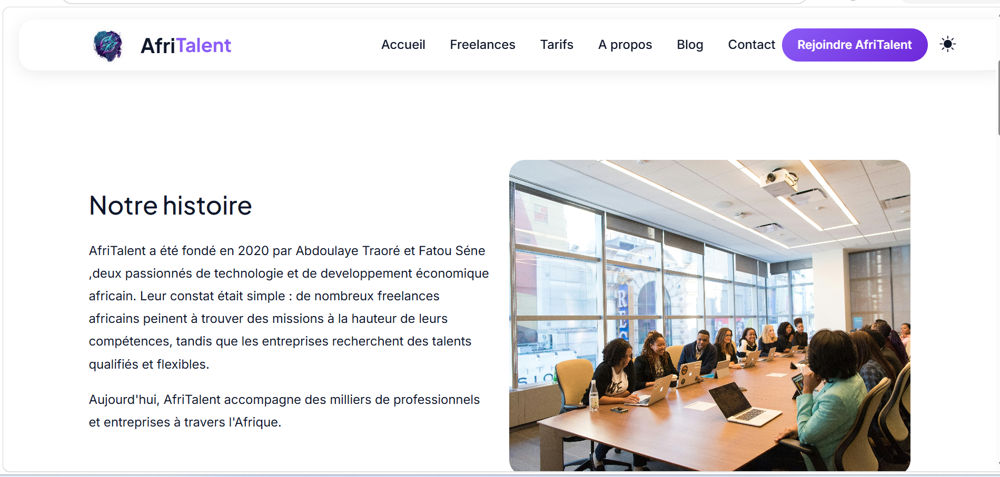 AfriTalent
Accueil Freelances Tarifs A propos Blog Contact Rejoindre AfriTalent
Notre histoire
AfriTalent a été fondé en 2020 par Abdoulaye Traoré et Fatou Séne
,deux passionnés de technologie et de developpement économique
africain. Leur constat était simple : de nombreux freelances
africains peinent à trouver des missions à la hauteur de leurs
compétences, tandis que les entreprises recherchent des talents
qualifiés et flexibles.
Aujourd'hui, AfriTalent accompagne des milliers de professionnels
et entreprises à travers l'Afrique.